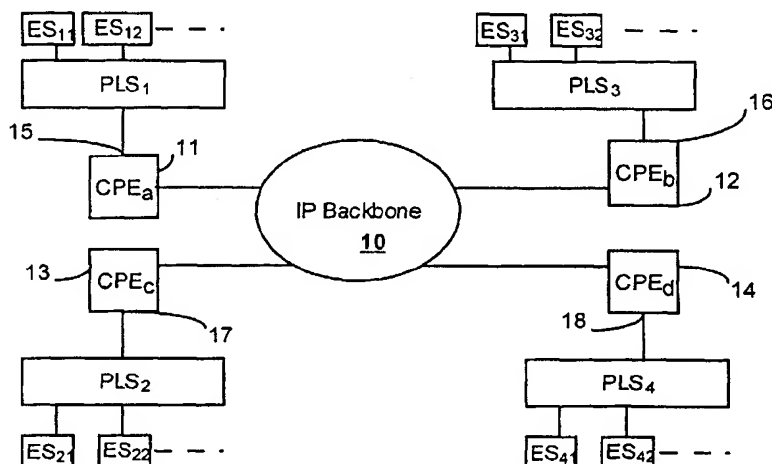 ES11 ES12
PLS1
15
11
CPEa
ES31 ES32
PLS3
16
CPEb
12
IP Backbone
10
13
CPEc
17
PLS2
ES21 ES22
CPEd
14
18
PLS4
ES41 ES42